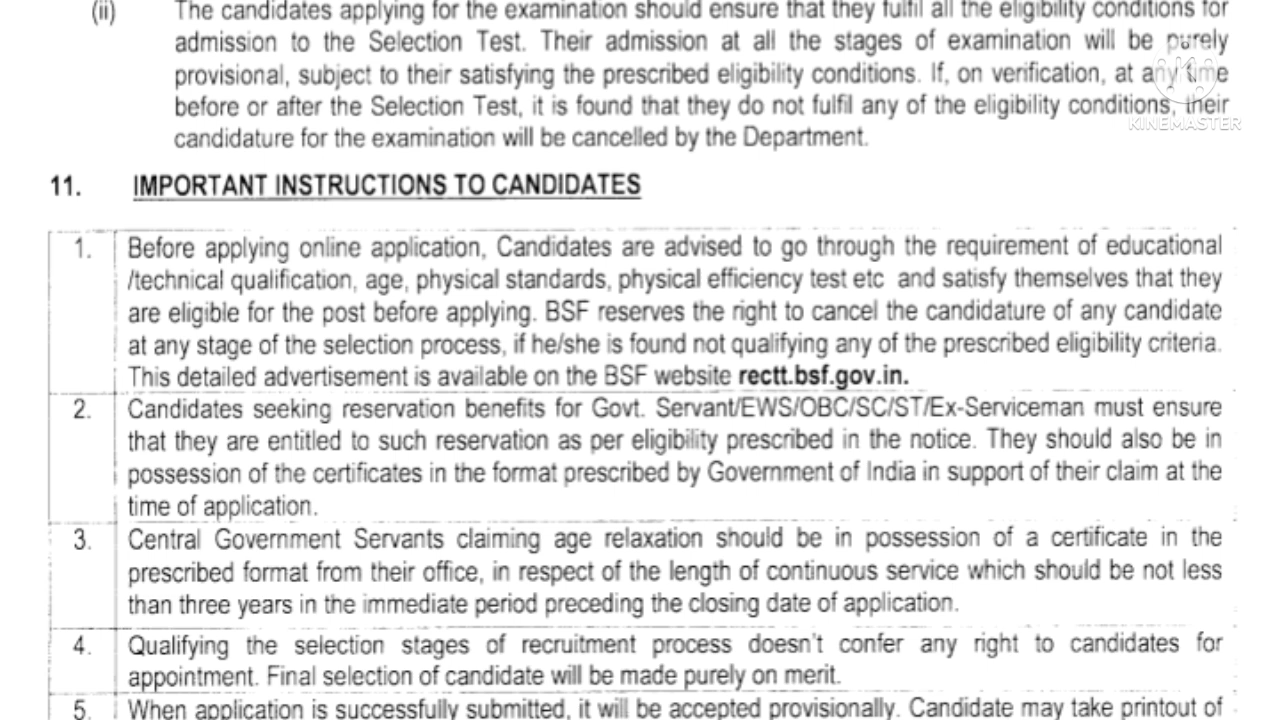 (ii) The candidates applying for the examination should ensure that they fulfil all the eligibility conditions for
admission to the Selection Test. Their admission at all the stages of examination will be purely
provisional, subject to their satisfying the prescribed eligibility conditions. If, on verification, at any time
before or after the Selection Test, it is found that they do not fulfil any of the eligibility conditions, their
candidature for the examination will be cancelled by the Department.
KINEMASTER
11. IMPORTANT INSTRUCTIONS TO CANDIDATES
1. Before applying online application, Candidates are advised to go through the requirement of educational
/technical qualification, age, physical standards, physical efficiency test etc and satisfy themselves that they
are eligible for the post before applying. BSF reserves the right to cancel the candidature of any candidate
at any stage of the selection process, if he/she is found not qualifying any of the prescribed eligibility criteria.
This detailed advertisement is available on the BSF website rectt.bsf.gov.in.
2. Candidates seeking reservation benefits for Govt. Servant/EWS/OBC/SC/ST/Ex-Serviceman must ensure
that they are entitled to such reservation as per eligibility prescribed in the notice. They should also be in
possession of the certificates in the format prescribed by Government of India in support of their claim at the
time of application.
3. Central Government Servants claiming age relaxation should be in possession of a certificate in the
prescribed format from their office, in respect of the length of continuous service which should be not less
than three years in the immediate period preceding the closing date of application.
4. Qualifying the selection stages of recruitment process doesn't confer any right to candidates for
appointment. Final selection of candidate will be made purely on merit.
5. When application is successfully submitted, it will be accepted provisionally. Candidate may take printout of